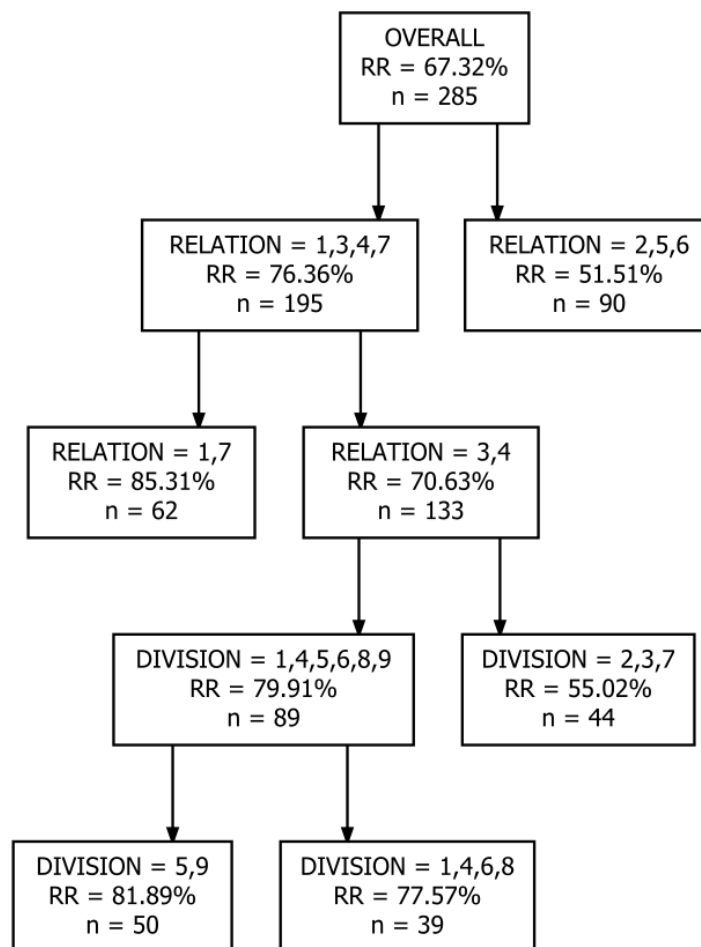 OVERALL
RR = 67.32%
n = 285
RELATION = 1,3,4,7
RR = 76.36%
n = 195
RELATION = 2,5,6
RR = 51.51%
n = 90
RELATION = 1,7
RR = 85.31%
n = 62
RELATION = 3,4
RR = 70.63%
n = 133
DIVISION = 1,4,5,6,8,9
RR = 79.91%
n = 89
DIVISION = 2,3,7
RR = 55.02%
n = 44
DIVISION = 5,9
RR = 81.89%
n = 50
DIVISION = 1,4,6,8
RR = 77.57%
n = 39